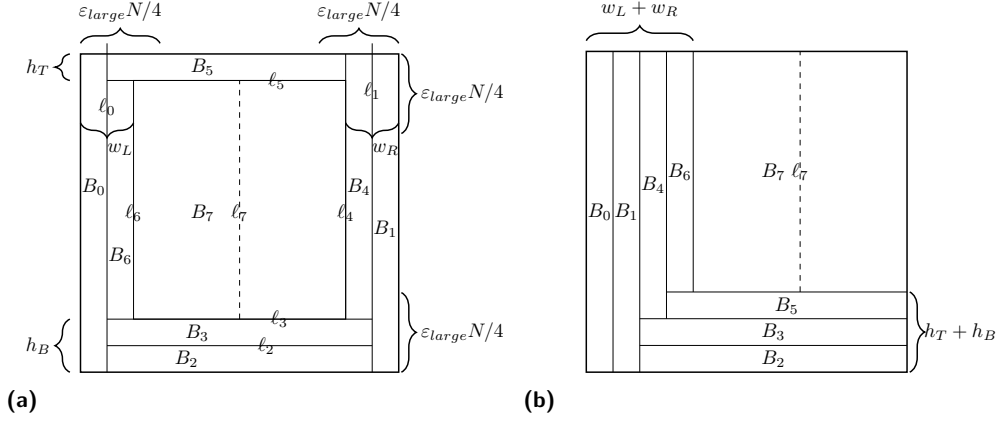 ε_{large}N/4
ε_{large}N/4
w_L + w_R
h_T
B_5
ℓ_5
ℓ_0
ℓ_1
ε_{large}N/4
w_L
w_R
B_0
B_4
B_6
B_7
ℓ_7
ℓ_6
B_7
ℓ_7
ℓ_4
B_1
B_0
B_1
B_4
B_6
B_5
ℓ_3
h_B
B_3
ℓ_2
B_2
ε_{large}N/4
B_3
B_2
h_T + h_B
(a)
(b)